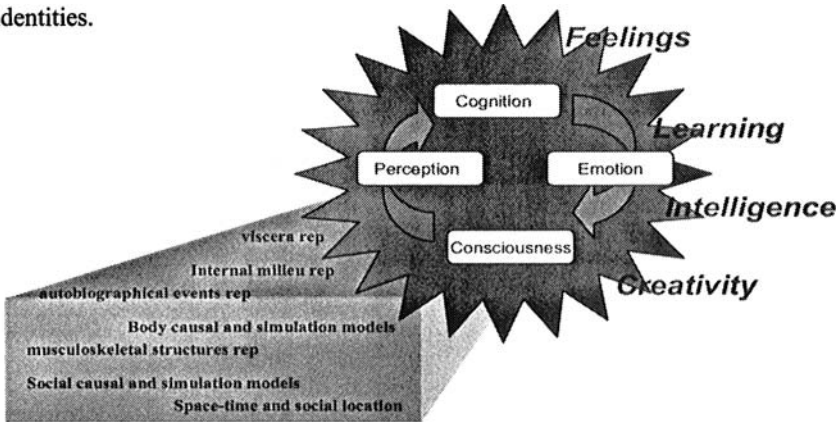 dentities.
Feelings
Cognition
Learning
Perception
Emotion
Intelligence
viscera rep
Consciousness
Internal milieu rep
Creativity
autobiographical events rep
Body causal and simulation models
musculoskeletal structures rep
Social causal and simulation models
Space-time and social location